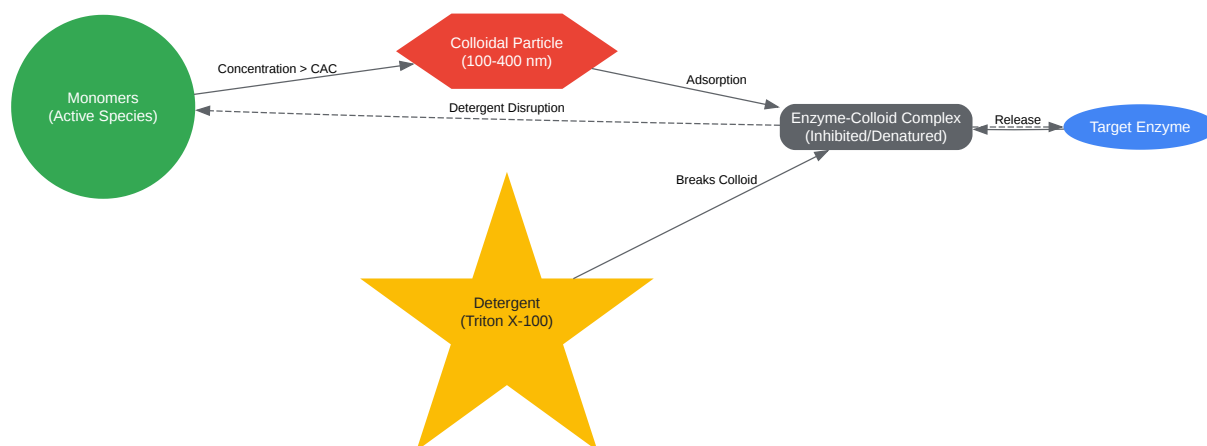 Colloidal Particle
(100-400 nm)
Concentration > CAC
Adsorption
Monomers
(Active Species)
Detergent Disruption
Enzyme-Colloid Complex
(Inhibited/Denatured)
Release
Target Enzyme
Breaks Colloid
Detergent
(Triton X-100)